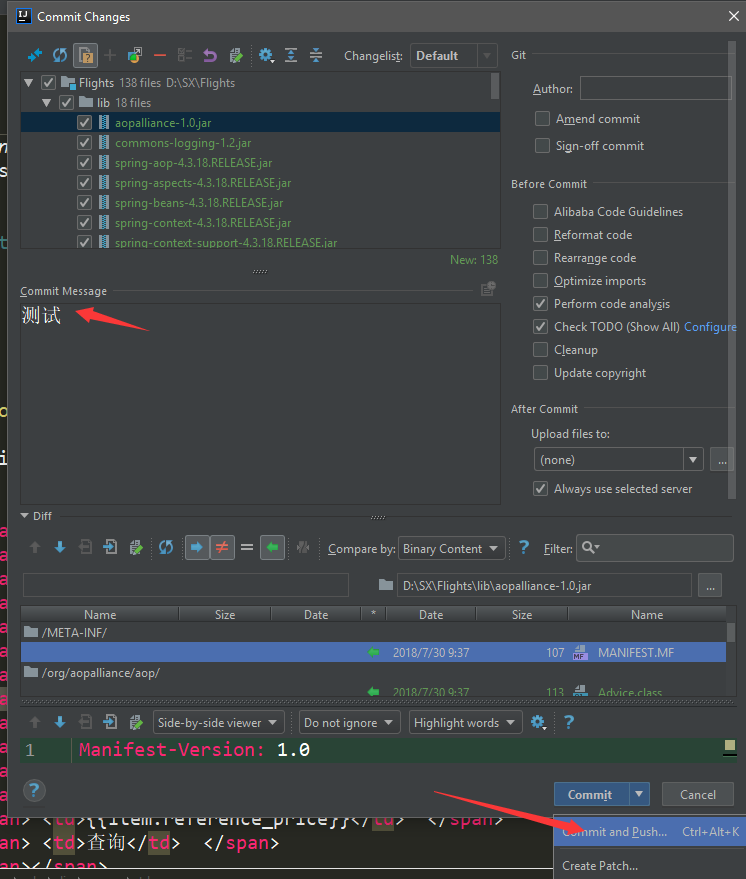 Commit Changes
Changelist: Default
Git
Flights 138 files D:\SX\Flights
lib 18 files
aopalliance-1.0.jar
commons-logging-1.2.jar
spring-aop-4.3.18.RELEASE.jar
spring-aspects-4.3.18.RELEASE.jar
spring-beans-4.3.18.RELEASE.jar
spring-context-4.3.18.RELEASE.jar
spring-context-support-4.3.18.RELEASE.jar
New: 138
Commit Message
测试
Author:
Amend commit
Sign-off commit
Before Commit
Alibaba Code Guidelines
Reformat code
Rearrange code
Optimize imports
Perform code analysis
Check TODO (Show All) Configure
Cleanup
Update copyright
After Commit
Upload files to:
(none)
...
Always use selected server
Diff
Compare by: Binary Content ? Filter:
D:\SX\Flights\lib\aopalliance-1.0.jar ...
Name Size Date * Date Size Name
/META-INF/
2018/7/30 9:37 107 MANIFEST.MF
/org/aopalliance/aop/
2018/7/30 9:37 113 Advice.class
Side-by-side viewer Do not ignore Highlight words ?
1 Manifest-Version: 1.0
? Commit Cancel
an> <td>{{item.reference_price}}</td> </span>
Commit and Push... Ctrl+Alt+K
an> <td>查询</td> </span>
an></span>
Create Patch...